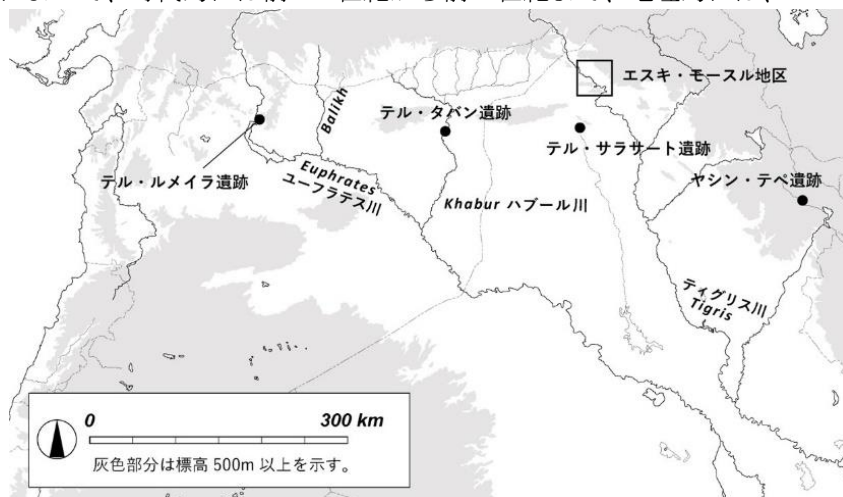 エスキ・モースル地区
Balikh
テル・タバン遺跡
テル・サラサート遺跡
テル・ルメイラ遺跡
Euphrates
ユーフラテス川
Khabur ハブール川
ヤシン・テペ遺跡
ティグリス川
Tigris
0 300 km
灰色部分は標高 500m 以上を示す。